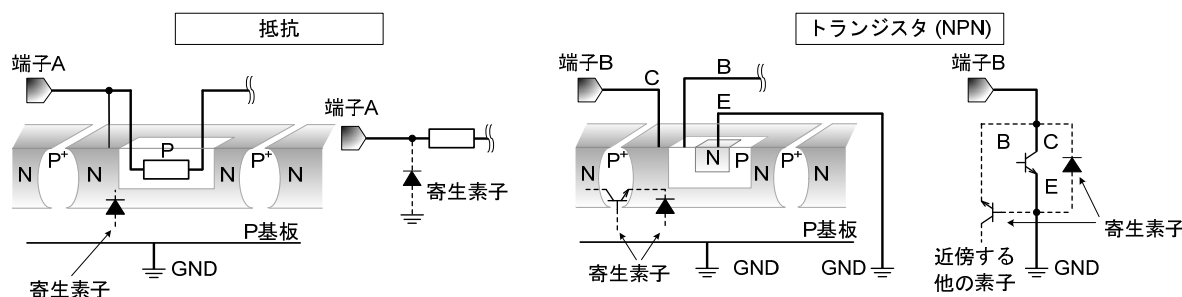 抵抗
端子A
N
P⁺
N
P
N
P⁺
N
P基板
GND
寄生素子
端子A
寄生素子
トランジスタ (NPN)
端子B
C
B
E
N
P⁺
N
N
P
N
P⁺
N
P基板
寄生素子
GND
GND
端子B
B
C
E
寄生素子
近傍する
他の素子
GND